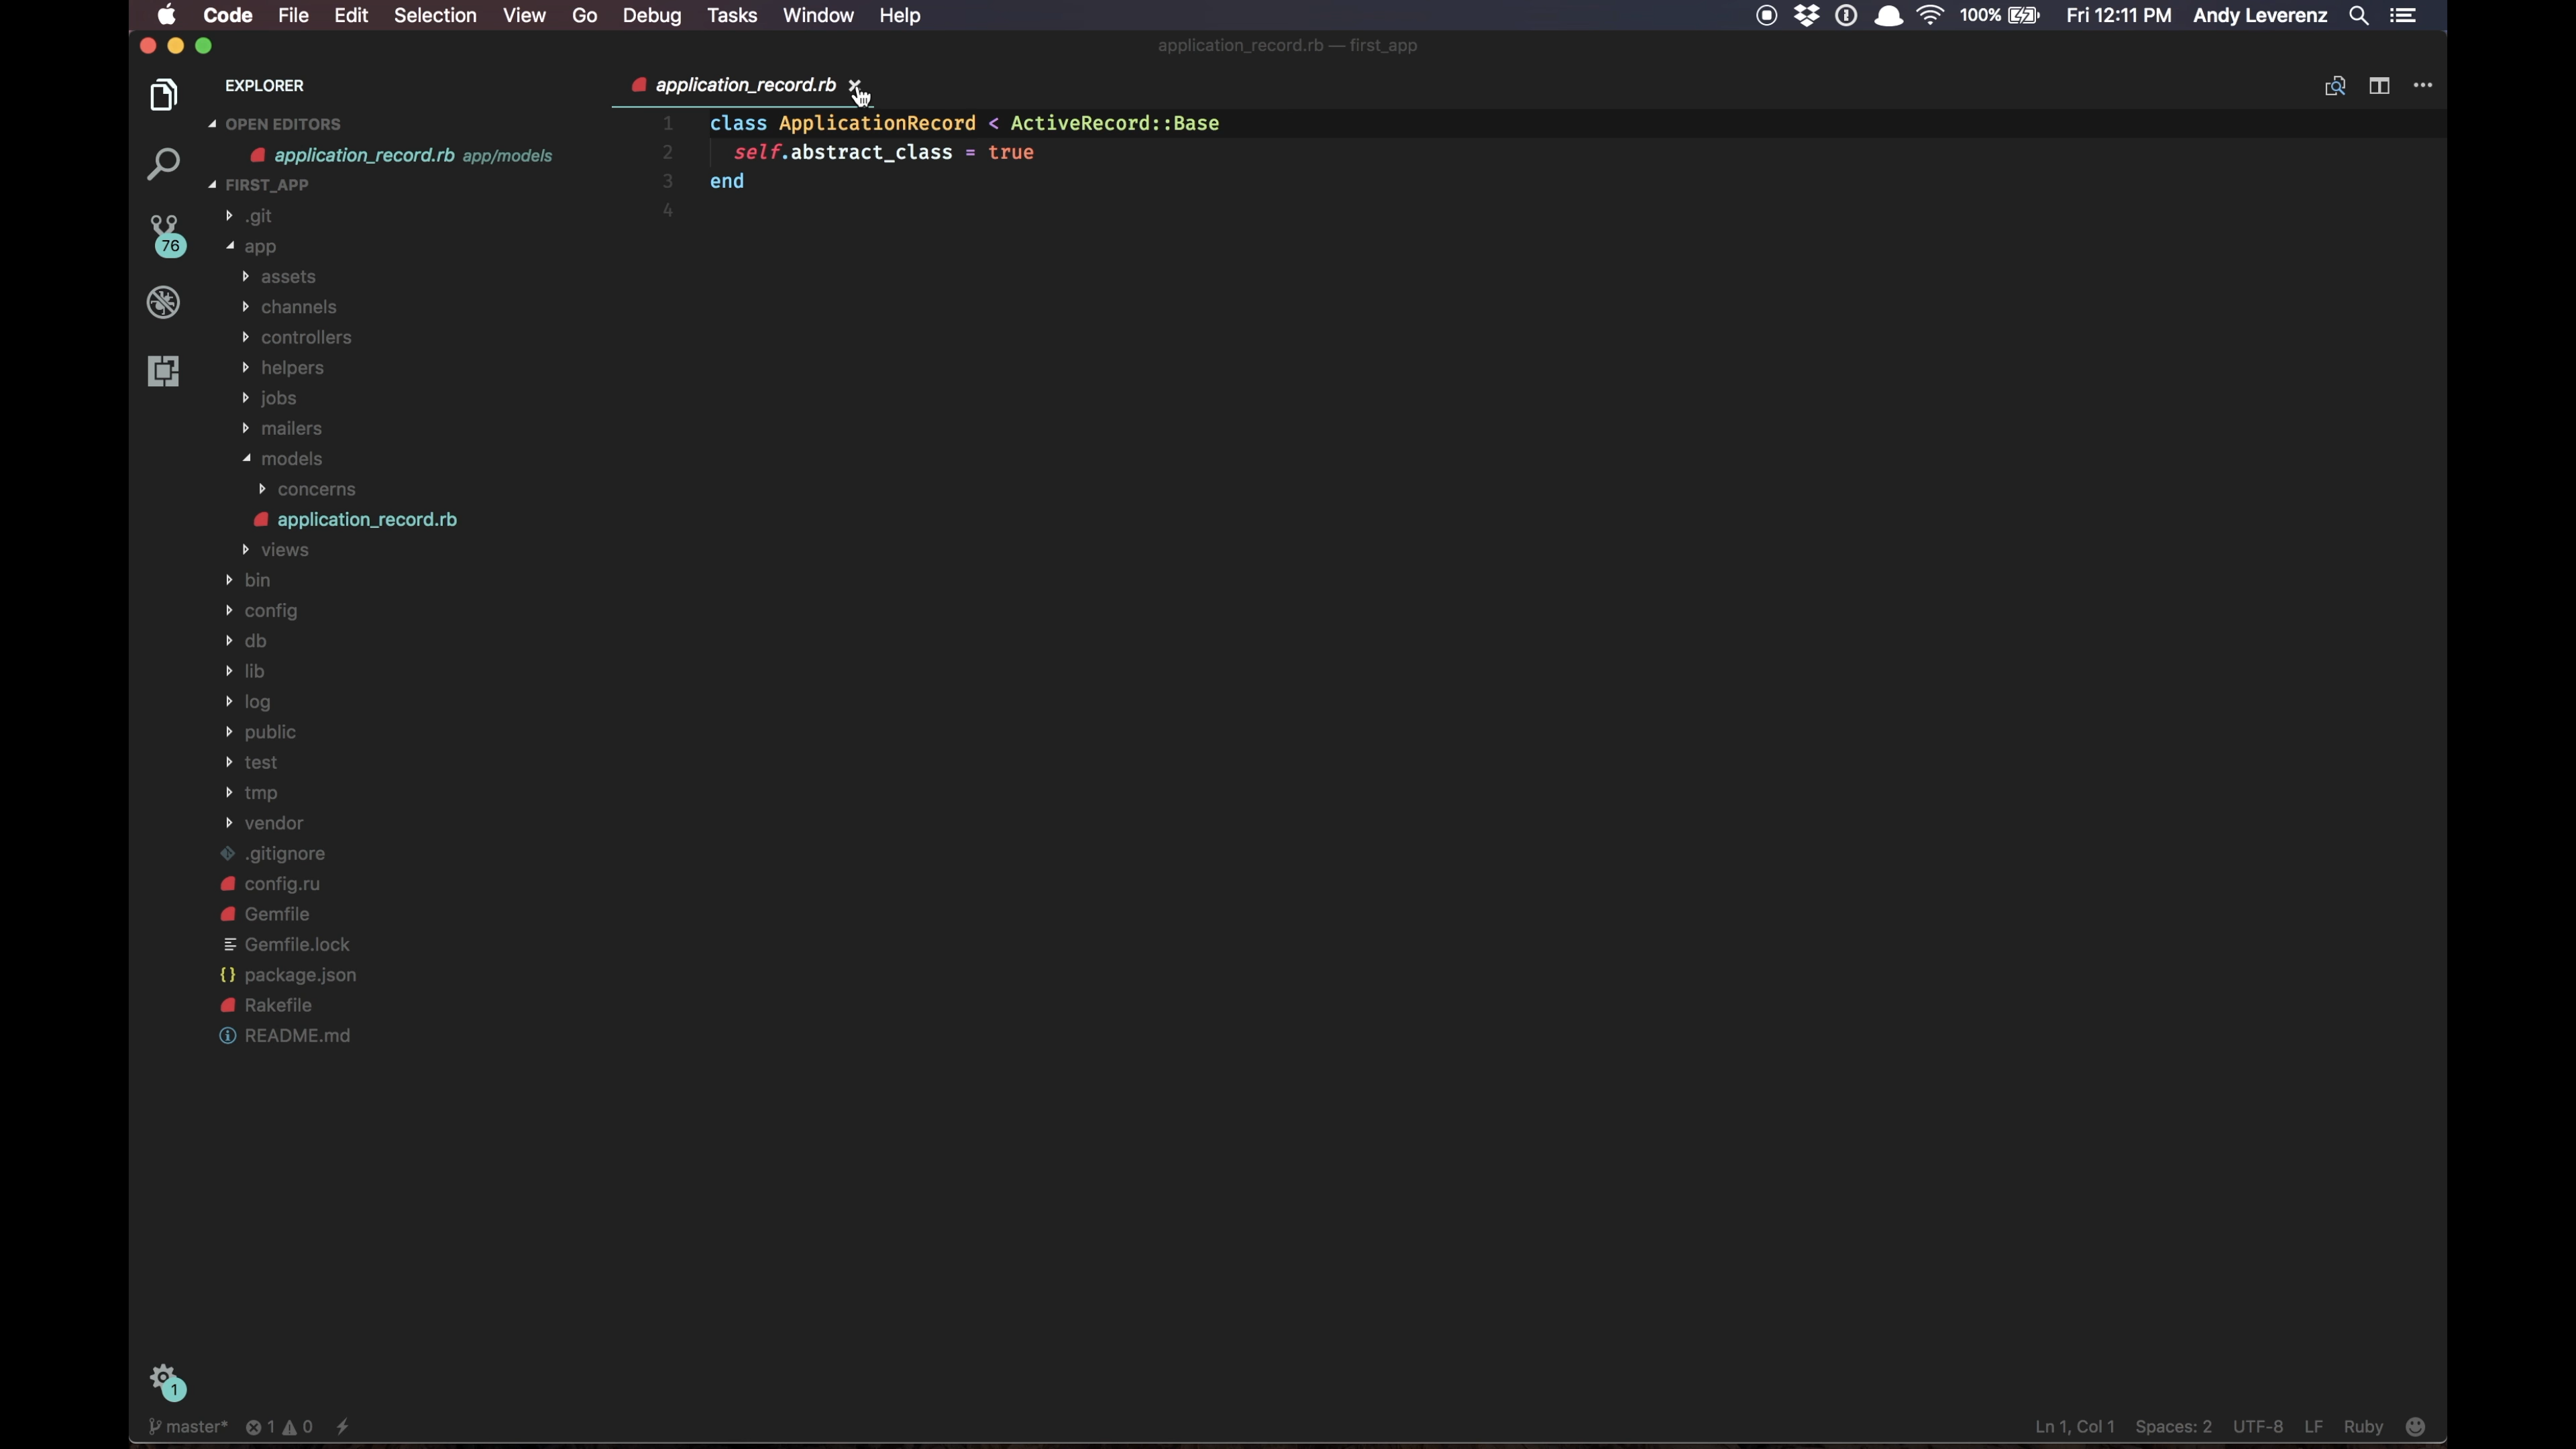 Code File Edit Selection View Go Debug Tasks Window Help 100% Fri 12:11 PM Andy Leverenz
application_record.rb — first_app
EXPLORER
OPEN EDITORS
application_record.rb app/models
FIRST_APP
.git
76
app
assets
channels
controllers
helpers
jobs
mailers
models
concerns
application_record.rb
views
bin
config
db
lib
log
public
test
tmp
vendor
.gitignore
config.ru
Gemfile
Gemfile.lock
package.json
Rakefile
README.md
application_record.rb
1 class ApplicationRecord < ActiveRecord::Base
2 self.abstract_class = true
3 end
4
1
master* 1 0 Ln 1, Col 1 Spaces: 2 UTF-8 LF Ruby